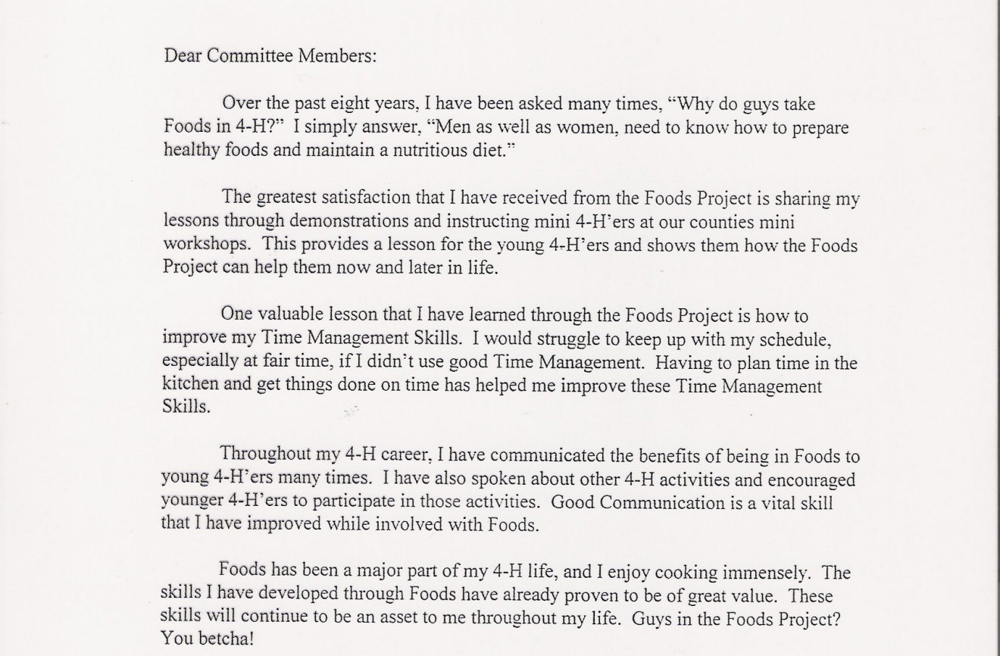 Dear Committee Members:
Over the past eight years, I have been asked many times, “Why do guys take
Foods in 4-H?”  I simply answer, “Men as well as women, need to know how to prepare
healthy foods and maintain a nutritious diet.”
The greatest satisfaction that I have received from the Foods Project is sharing my
lessons through demonstrations and instructing mini 4-H’ers at our counties mini
workshops.  This provides a lesson for the young 4-H’ers and shows them how the Foods
Project can help them now and later in life.
One valuable lesson that I have learned through the Foods Project is how to
improve my Time Management Skills.  I would struggle to keep up with my schedule,
especially at fair time, if I didn’t use good Time Management.  Having to plan time in the
kitchen and get things done on time has helped me improve these Time Management
Skills.
Throughout my 4-H career, I have communicated the benefits of being in Foods to
young 4-H’ers many times.  I have also spoken about other 4-H activities and encouraged
younger 4-H’ers to participate in those activities.  Good Communication is a vital skill
that I have improved while involved with Foods.
Foods has been a major part of my 4-H life, and I enjoy cooking immensely.  The
skills I have developed through Foods have already proven to be of great value.  These
skills will continue to be an asset to me throughout my life.  Guys in the Foods Project?
You betcha!